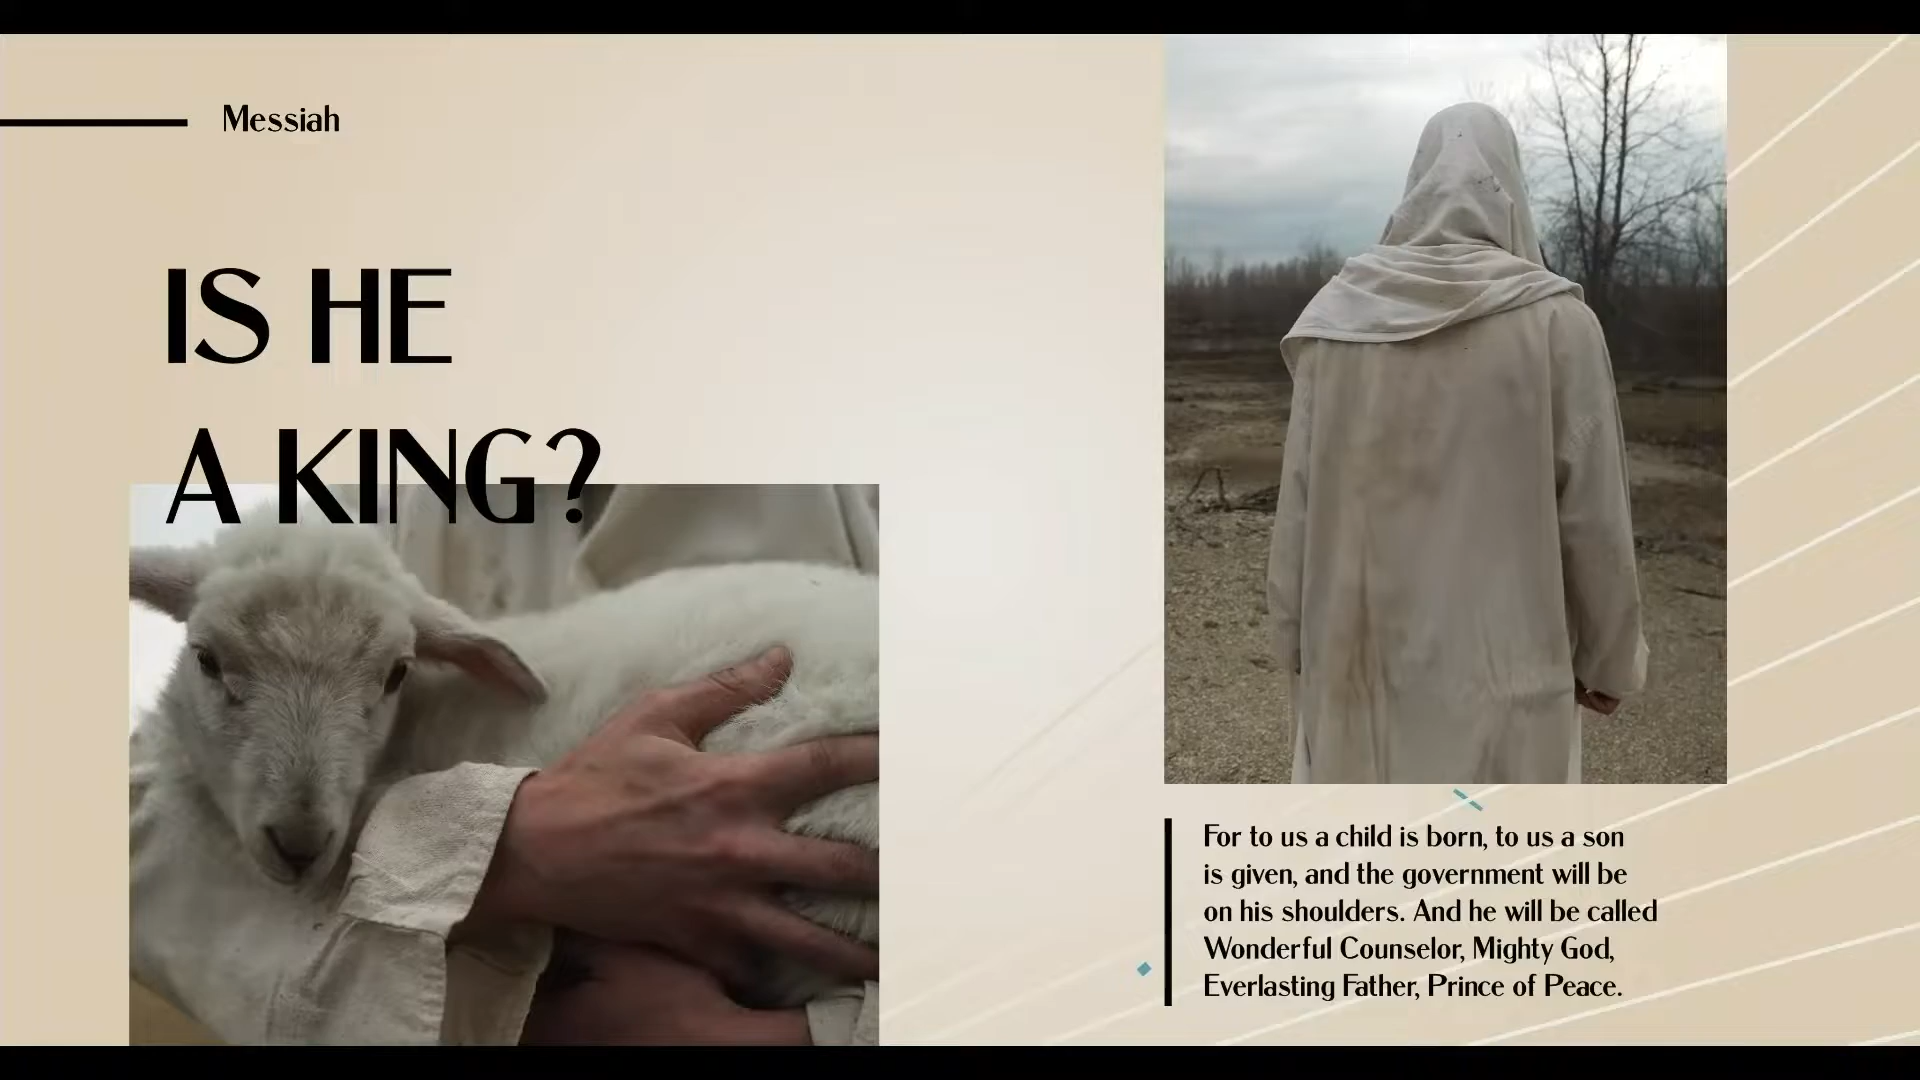 Messiah
IS HE
A KING?
For to us a child is born, to us a son
is given, and the government will be
on his shoulders. And he will be called
Wonderful Counselor, Mighty God,
Everlasting Father, Prince of Peace.